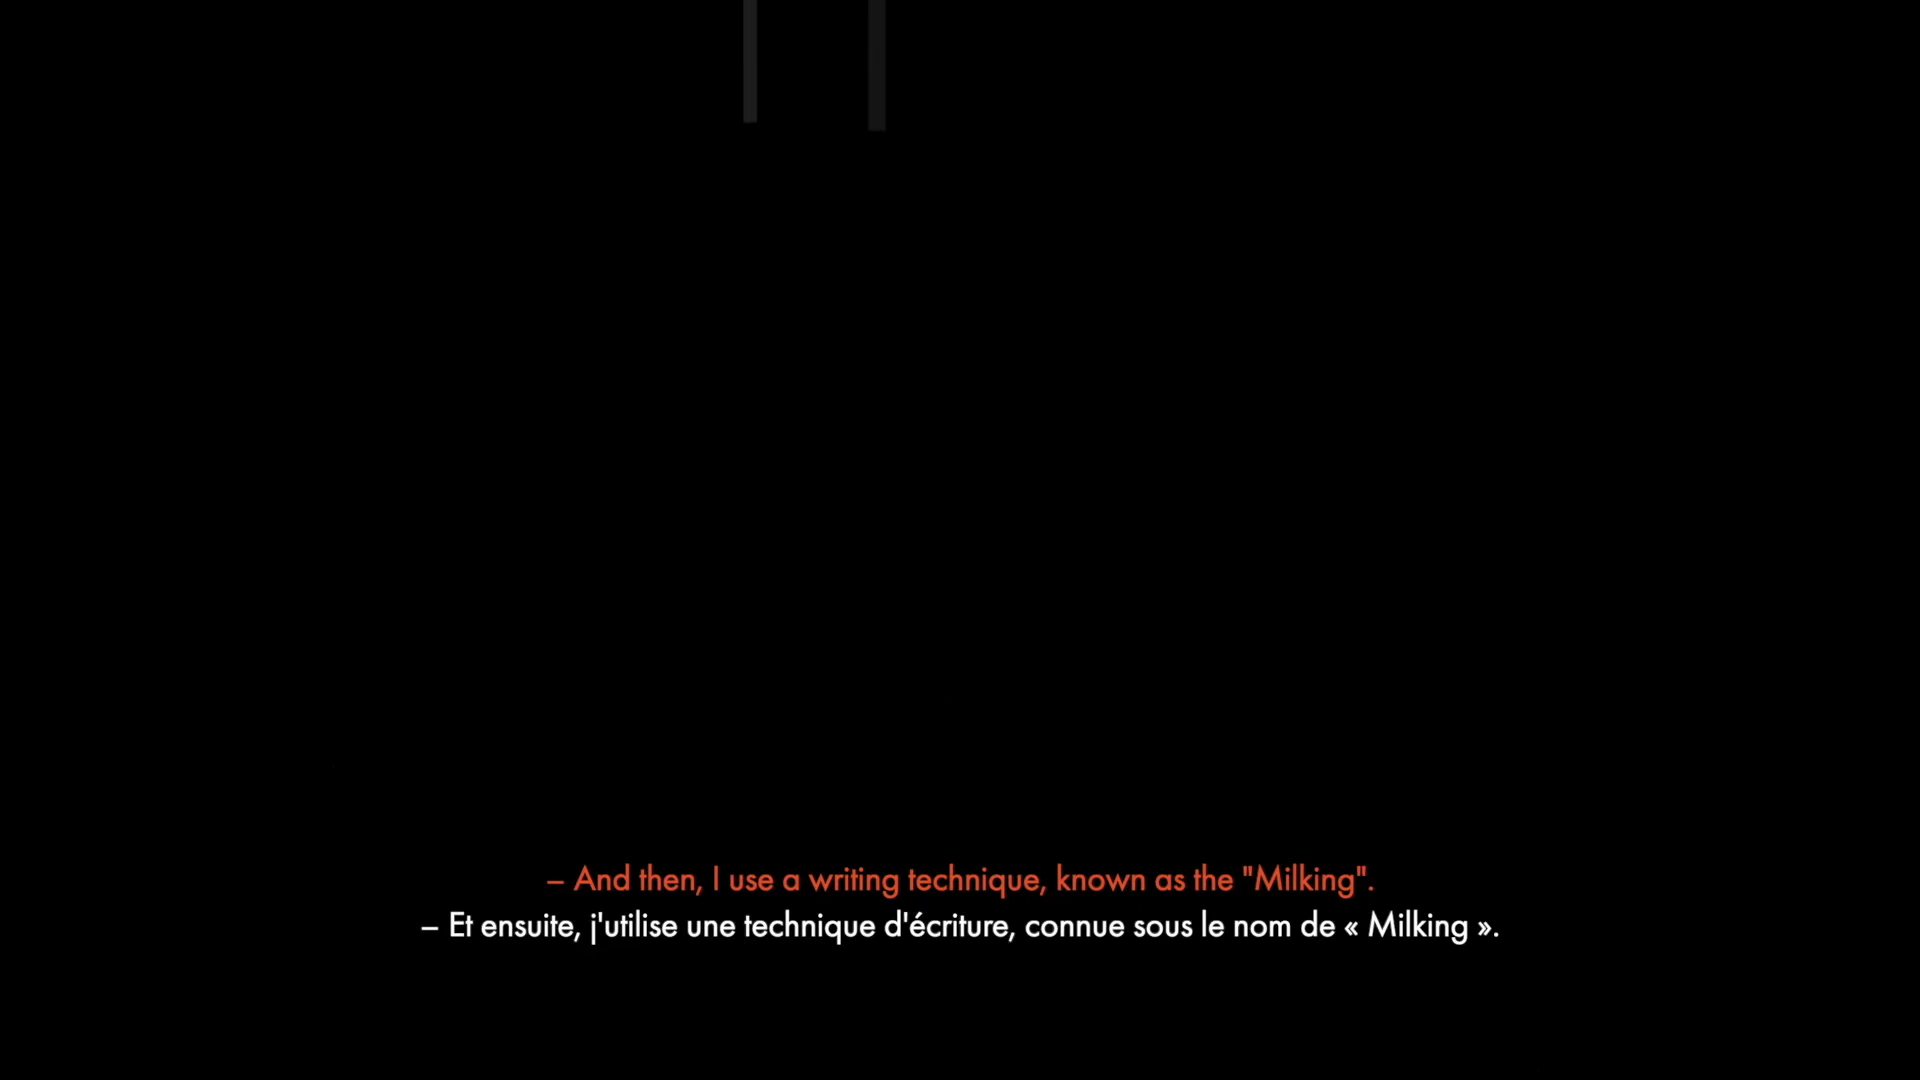 – And then, I use a writing technique, known as the "Milking".
– Et ensuite, j'utilise une technique d'écriture, connue sous le nom de « Milking ».